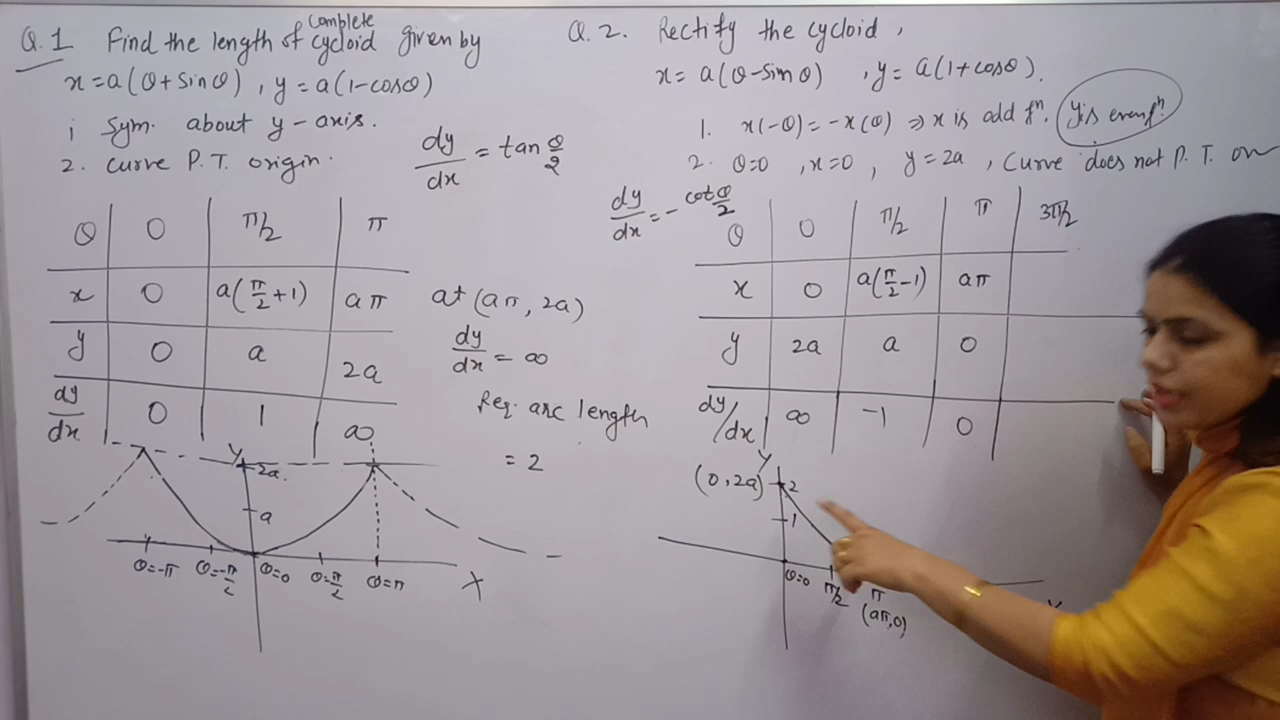 Q.1 Find the length of complete cycloid given by
x = a(θ + sinθ), y = a(1-cosθ)
i Sym. about y-axis.
2. curve P.T. origin.
dy/dx = tan θ/2
θ 0 π/2 π
x 0 a(π/2+1) aπ
y 0 a 2a
dy/dx 0 1 ∞
at (aπ, 2a)
dy/dx = ∞
Req. arc length
= 2
Y
2a.
a
θ=-π θ=-π/2 θ=0 θ=π/2 θ=π X
Q.2. Rectify the cycloid,
x = a(θ-sinθ), y = a(1+cosθ).
1. x(-θ) = -x(θ) ⇒ x is odd fⁿ. y is even fⁿ.
2. θ=0, x=0, y=2a, Curve does not P.T. or
dy/dx = -cot θ/2
θ 0 π/2 π 3π/2
x 0 a(π/2-1) aπ
y 2a a 0
dy/dx ∞ -1 0
Y
(0,2a) 2
1
θ=0 π/2 π
(aπ,0)